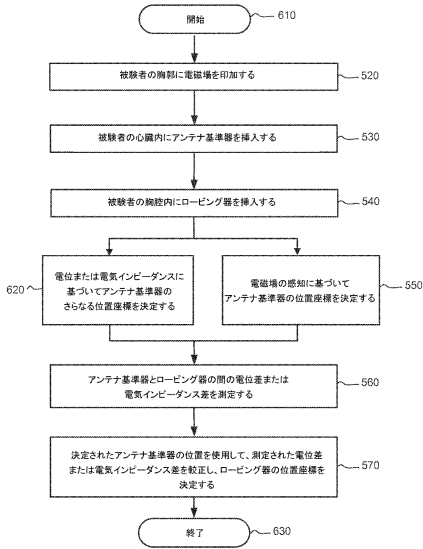 開始
610
被験者の胸郭に電磁場を印加する
520
被験者の心臓内にアンテナ基準器を挿入する
530
被験者の胸腔内にロービング器を挿入する
540
電位または電気インピーダンスに
基づいてアンテナ基準器の
さらなる位置座標を決定する
620
電磁場の感知に基づいて
アンテナ基準器の位置座標を決定する
550
アンテナ基準器とロービング器の間の電位差または
電気インピーダンス差を測定する
560
決定されたアンテナ基準器の位置を使用して、測定された電位差
または電気インピーダンス差を較正し、ロービング器の位置座標を
決定する
570
終了
630